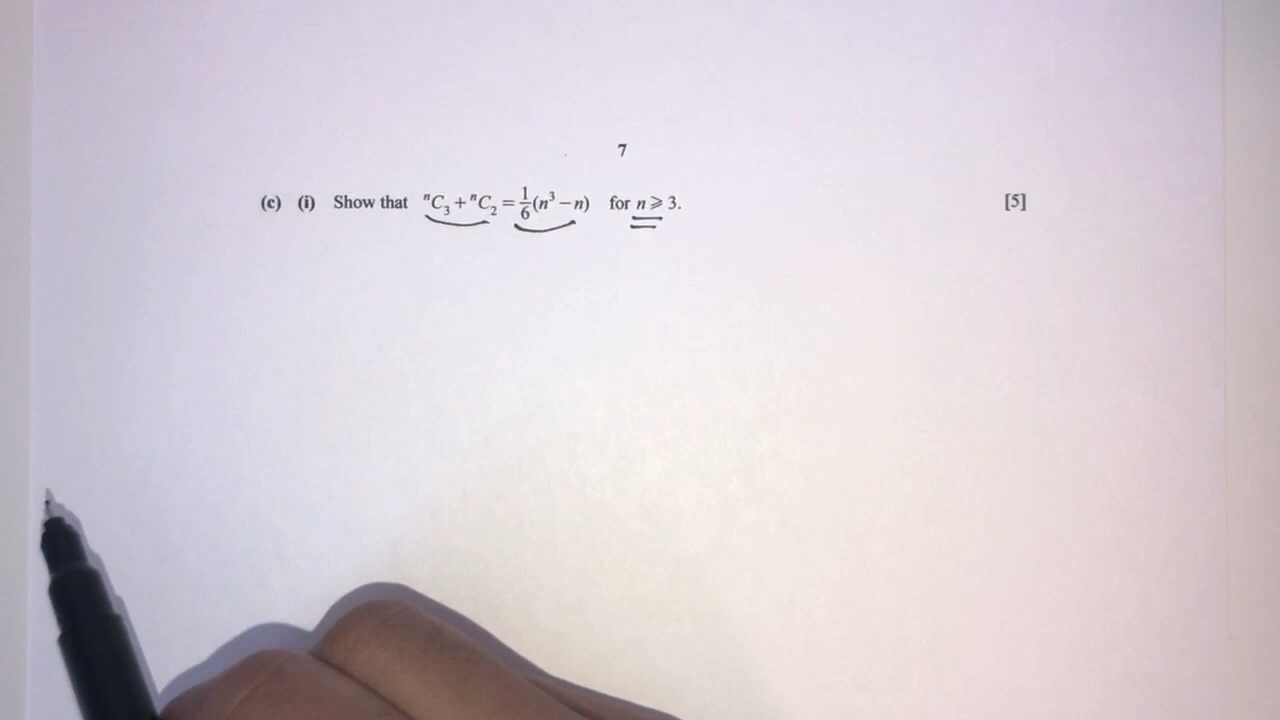 7
(c) (i) Show that ⁿC₃ + ⁿC₂ = 1/6 (n³ − n) for n ⩾ 3. [5]